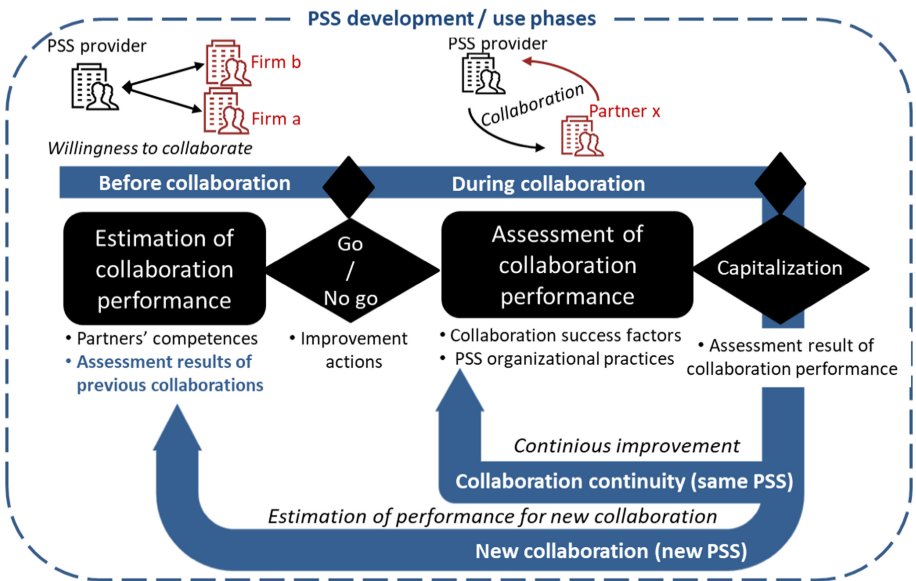 PSS development / use phases
PSS provider
Firm b
Firm a
Willingness to collaborate
PSS provider
Collaboration
Partner x
Before collaboration
During collaboration
Estimation of
collaboration
performance
Go
/
No go
Assessment of
collaboration
performance
Capitalization
• Partners' competences
• Assessment results of
previous collaborations
• Improvement
actions
• Collaboration success factors
• PSS organizational practices
• Assessment result of
collaboration performance
Continious improvement
Collaboration continuity (same PSS)
Estimation of performance for new collaboration
New collaboration (new PSS)